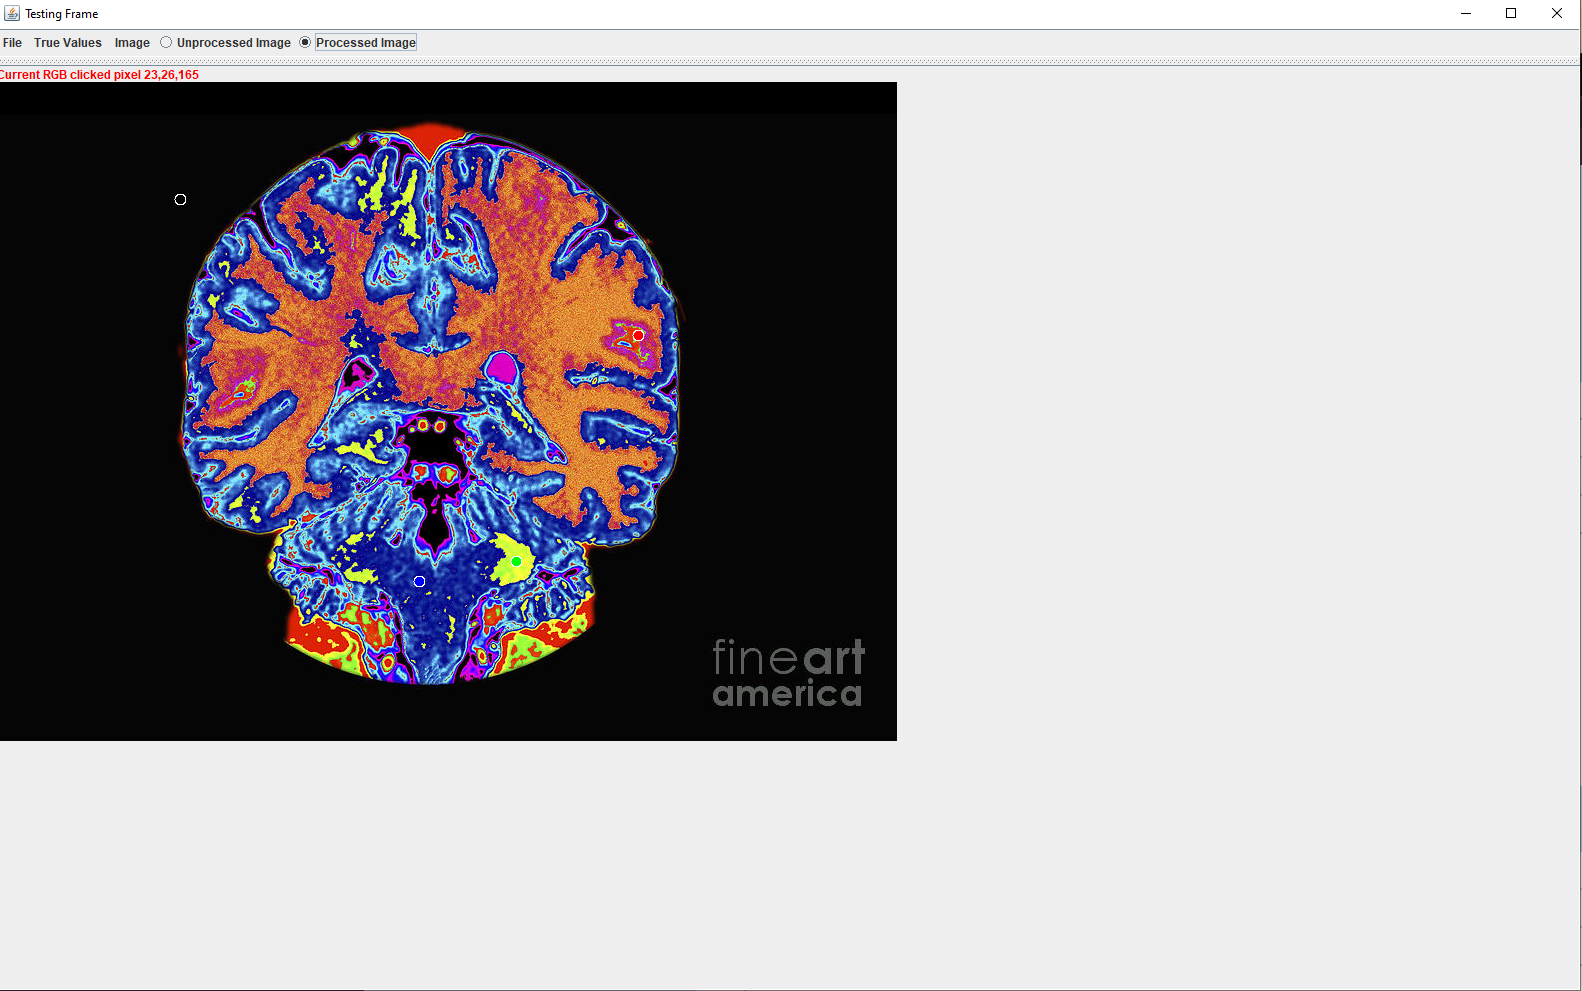 Testing Frame
File True Values Image Unprocessed Image Processed Image
Current RGB clicked pixel 23,26,165
fineart
america